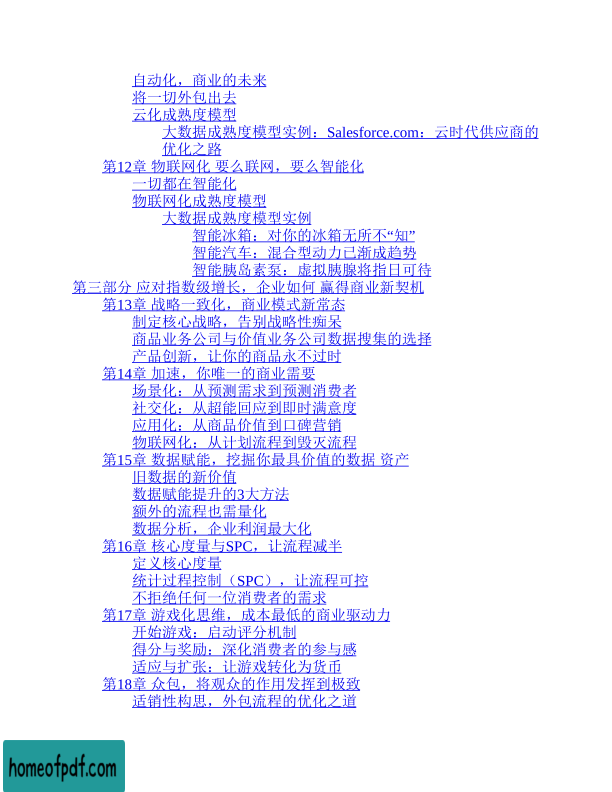 自动化，商业的未来
将一切外包出去
云化成熟度模型
大数据成熟度模型实例：Salesforce.com：云时代供应商的
优化之路
第12章 物联网化 要么联网，要么智能化
一切都在智能化
物联网化成熟度模型
大数据成熟度模型实例
智能冰箱：对你的冰箱无所不“知”
智能汽车：混合型动力已渐成趋势
智能胰岛素泵：虚拟胰腺将指日可待
第三部分 应对指数级增长，企业如何 赢得商业新契机
第13章 战略一致化，商业模式新常态
制定核心战略，告别战略性痴呆
商品业务公司与价值业务公司数据搜集的选择
产品创新，让你的商品永不过时
第14章 加速，你唯一的商业需要
场景化：从预测需求到预测消费者
社交化：从超能回应到即时满意度
应用化：从商品价值到口碑营销
物联网化：从计划流程到毁灭流程
第15章 数据赋能，挖掘你最具价值的数据 资产
旧数据的新价值
数据赋能提升的3大方法
额外的流程也需量化
数据分析，企业利润最大化
第16章 核心度量与SPC，让流程减半
定义核心度量
统计过程控制（SPC），让流程可控
不拒绝任何一位消费者的需求
第17章 游戏化思维，成本最低的商业驱动力
开始游戏：启动评分机制
得分与奖励：深化消费者的参与感
适应与扩张：让游戏转化为货币
第18章 众包，将观众的作用发挥到极致
适销性构思，外包流程的优化之道
homeofpdf.com